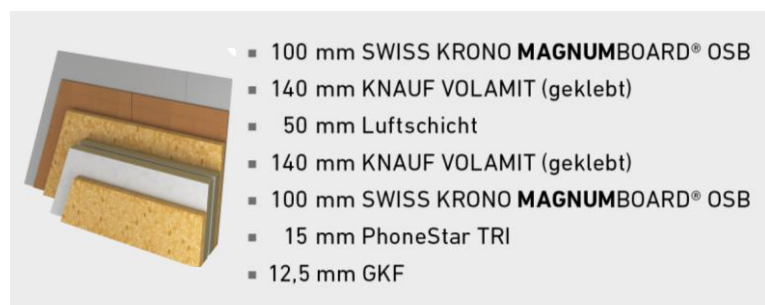 100 mm SWISS KRONO MAGNUMBOARD® OSB
140 mm KNAUF VOLAMIT (geklebt)
50 mm Luftschicht
140 mm KNAUF VOLAMIT (geklebt)
100 mm SWISS KRONO MAGNUMBOARD® OSB
15 mm PhoneStar TRI
12,5 mm GKF